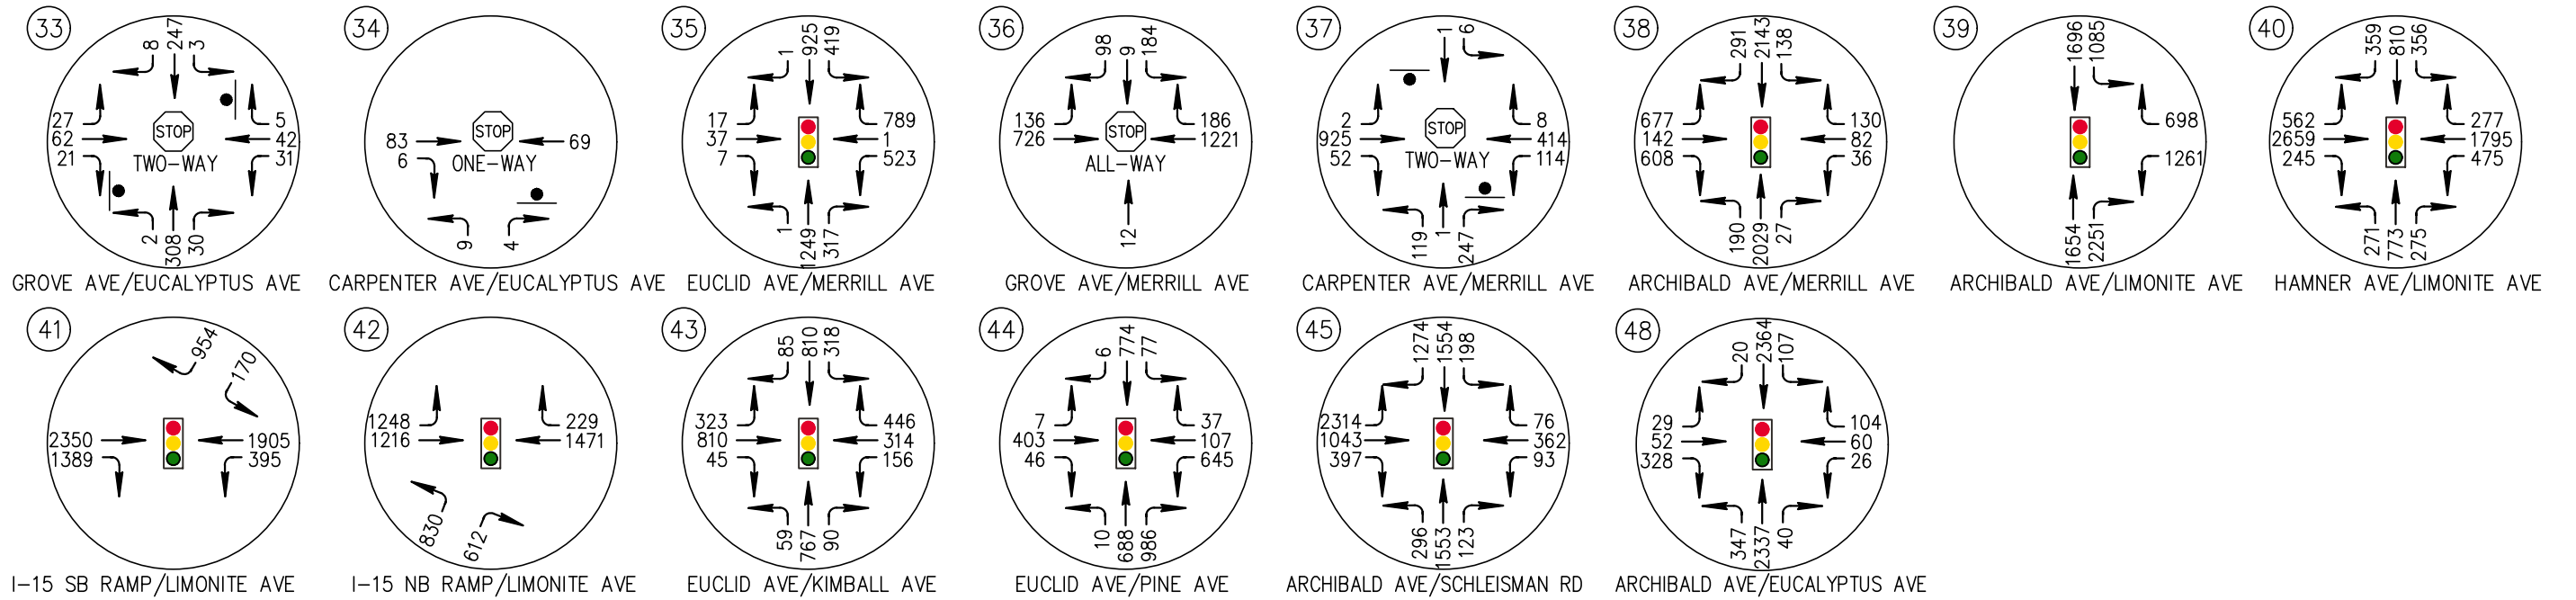 33
8 247 3
27
62
21
STOP
TWO-WAY
5
42
31
2 308 30
GROVE AVE/EUCALYPTUS AVE
34
83
6
STOP
ONE-WAY
69
9 4
CARPENTER AVE/EUCALYPTUS AVE
35
1 925 419
17
37
7
789
1
523
1 1249 317
EUCLID AVE/MERRILL AVE
36
98 9 184
136
726
STOP
ALL-WAY
186
1221
12
GROVE AVE/MERRILL AVE
37
1 6
2
925
52
STOP
TWO-WAY
8
414
114
119 1 247
CARPENTER AVE/MERRILL AVE
38
291 2143 138
677
142
608
130
82
36
190 2029 27
ARCHIBALD AVE/MERRILL AVE
39
1696 1085
698
1261
1654 2251
ARCHIBALD AVE/LIMONITE AVE
40
359 810 356
562
2659
245
277
1795
475
271 773 275
HAMNER AVE/LIMONITE AVE
41
954 170
2350
1389
1905
395
I-15 SB RAMP/LIMONITE AVE
42
1248
1216
229
1471
830 612
I-15 NB RAMP/LIMONITE AVE
43
85 810 318
323
810
45
446
314
156
59 767 90
EUCLID AVE/KIMBALL AVE
44
6 774 77
7
403
46
37
107
645
10 688 986
EUCLID AVE/PINE AVE
45
1274 1554 198
2314
1043
397
76
362
93
296 1553 123
ARCHIBALD AVE/SCHLEISMAN RD
48
20 2364 107
29
52
328
104
60
26
347 2337 40
ARCHIBALD AVE/EUCALYPTUS AVE